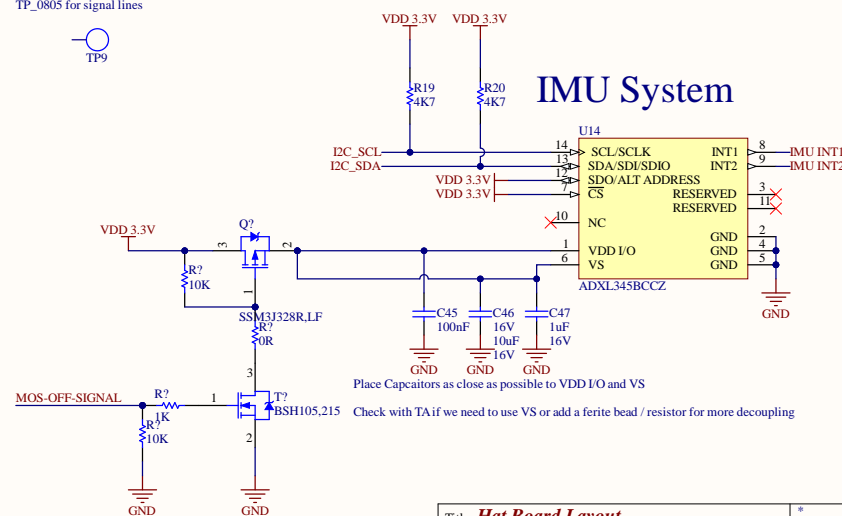 TP_0805 for signal lines
TP9
VDD 3.3V
VDD 3.3V
R19
4K7
R20
4K7
IMU System
U14
I2C_SCL
14
SCL/SCLK
INT1
8
IMU INT1
I2C_SDA
13
SDA/SDI/SDIO
INT2
9
IMU INT2
VDD 3.3V
12
SDO/ALT ADDRESS
VDD 3.3V
7
CS
RESERVED
3
RESERVED
11
10
NC
GND
2
1
VDD I/O
GND
4
6
VS
GND
5
ADXL345BCCZ
GND
VDD 3.3V
Q?
3
2
1
R?
10K
SSM3J328R,LF
R?
0R
C45
100nF
C46
16V
10uF
16V
C47
1uF
16V
GND
GND
GND
Place Capcaitors as close as possible to VDD I/O and VS
Check with TA if we need to use VS or add a ferite bead / resistor for more decoupling
MOS-OFF-SIGNAL
R?
1K
R?
10K
1
3
2
T?
BSH105,215
GND
GND
Title
Hat Board Layout
*